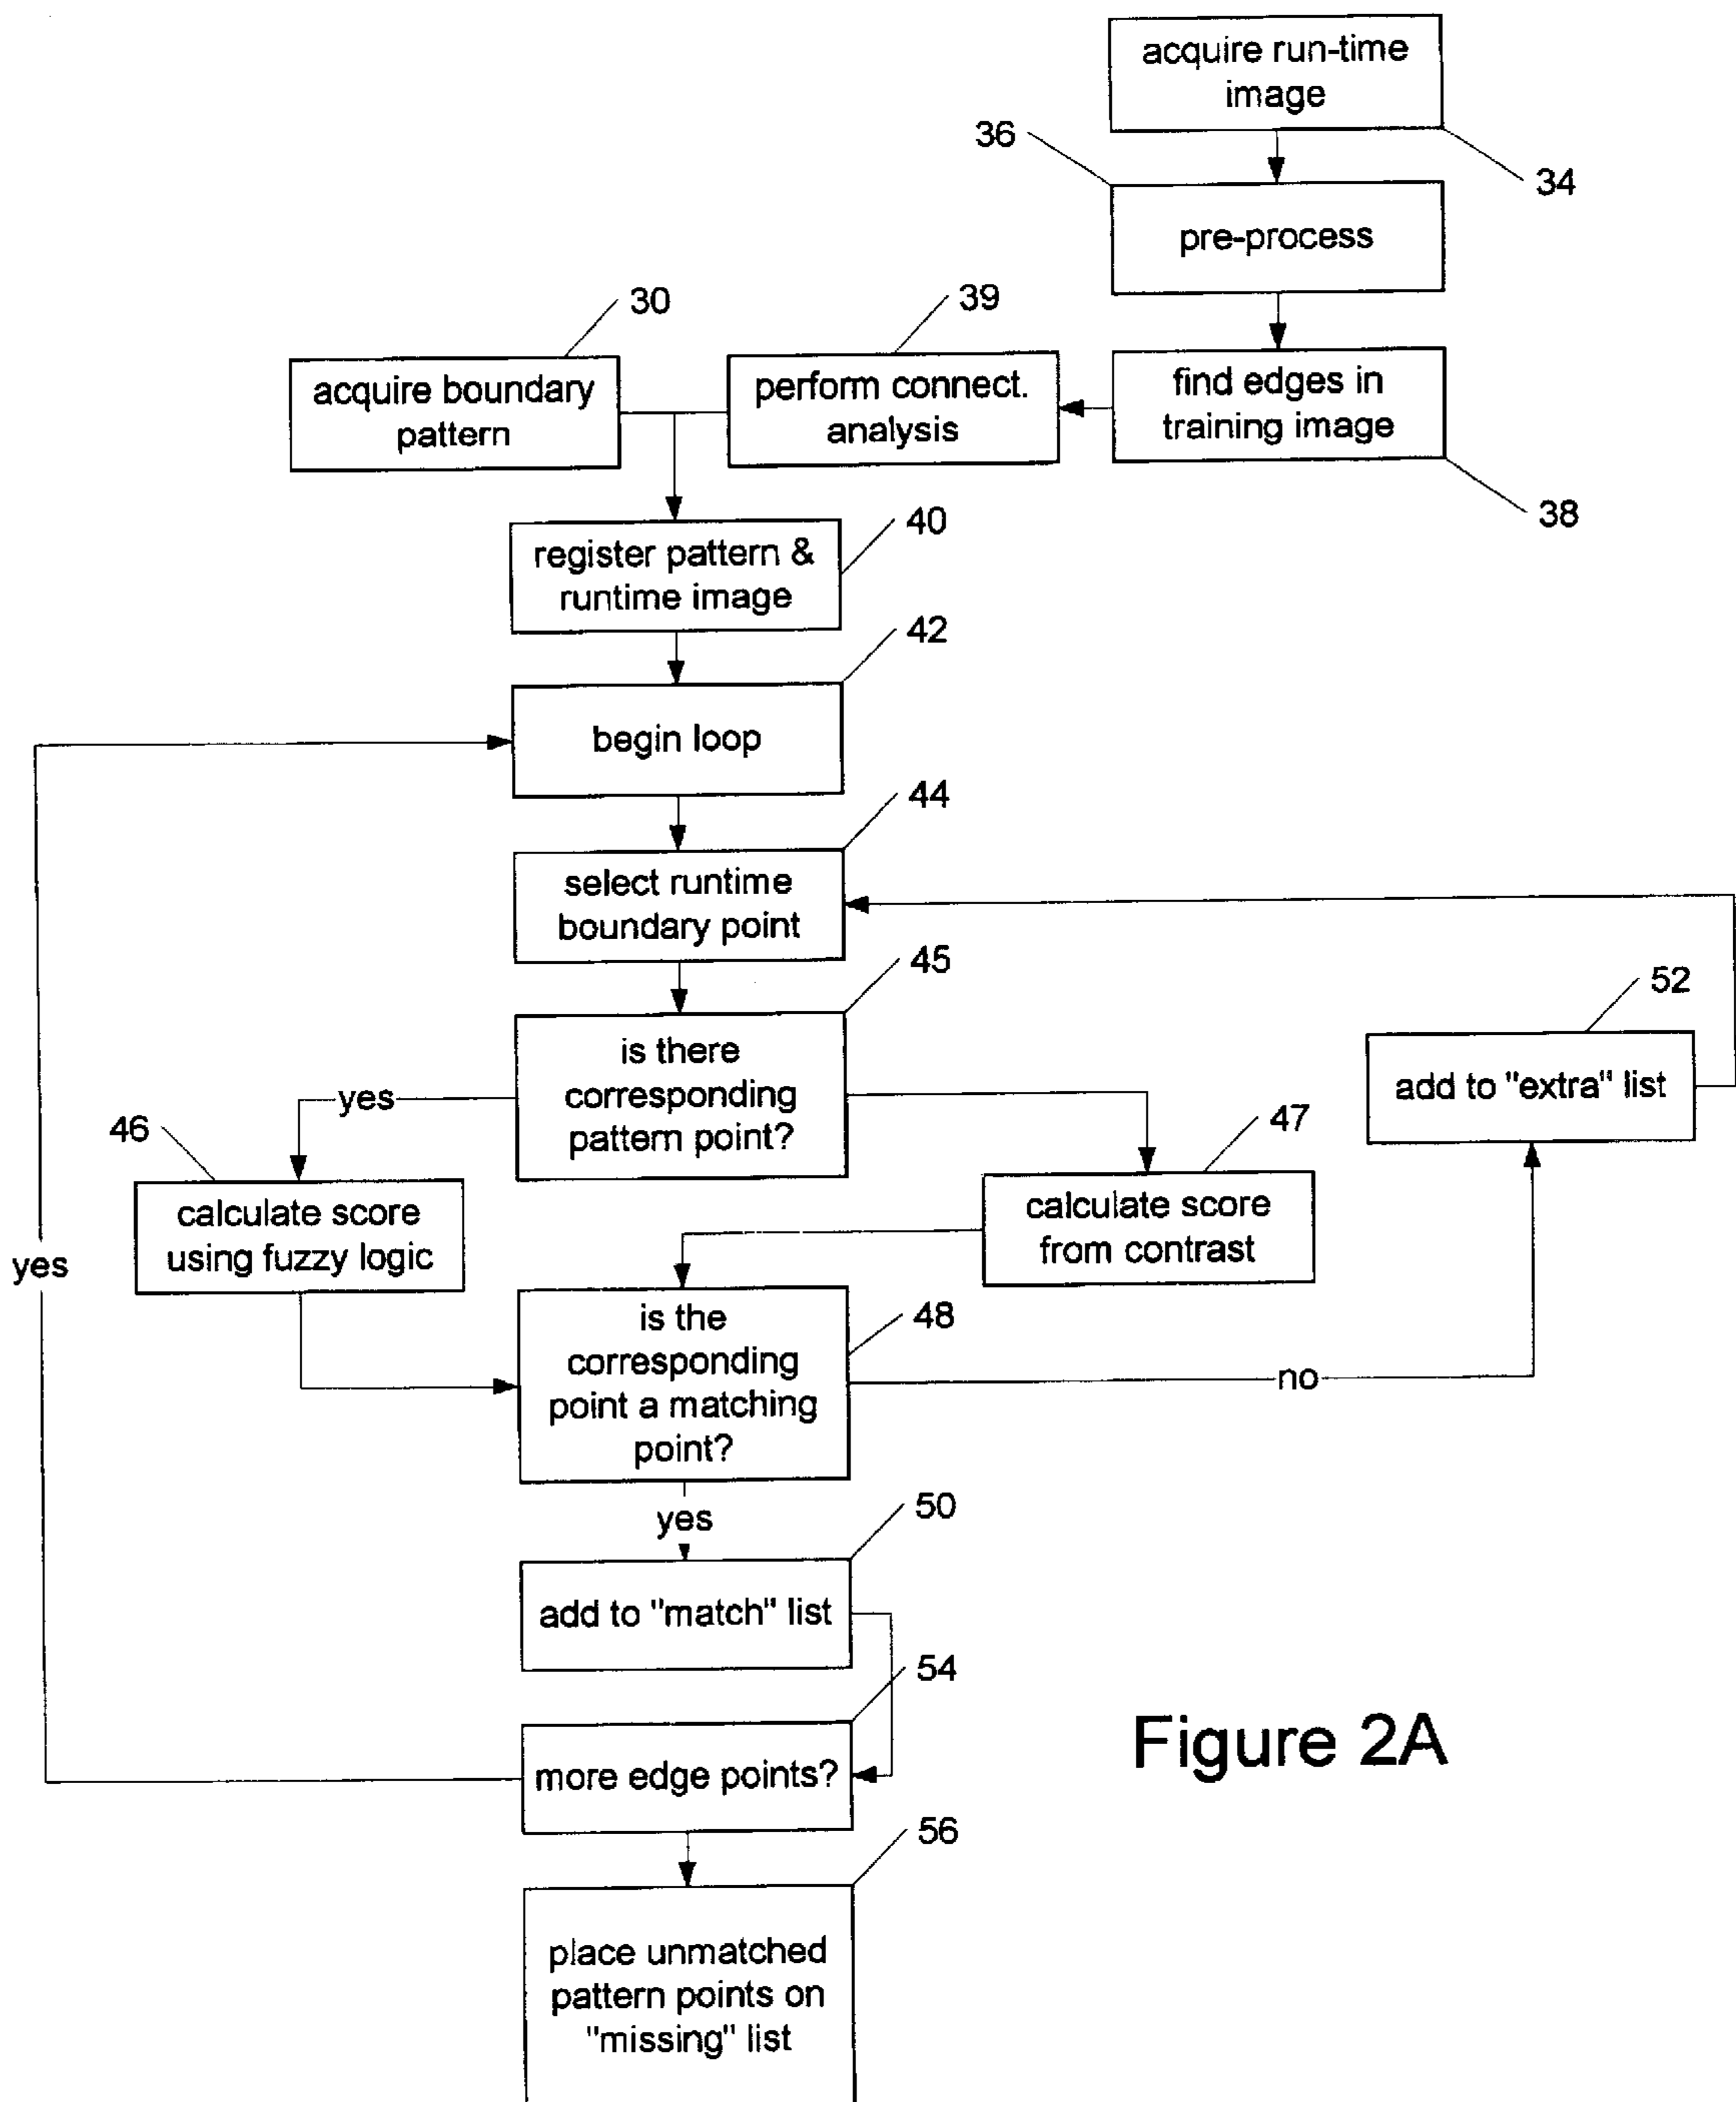 acquire run-time
image
36
34
pre-process
30
39
acquire boundary
pattern
perform connect.
analysis
find edges in
training image
38
40
register pattern &
runtime image
42
begin loop
44
select runtime
boundary point
45
52
is there
corresponding
pattern point?
yes
add to "extra" list
46
47
calculate score
using fuzzy logic
calculate score
from contrast
yes
48
is the
corresponding
point a matching
point?
no
yes
50
add to "match" list
54
more edge points?
Figure 2A
56
place unmatched
pattern points on
"missing" list